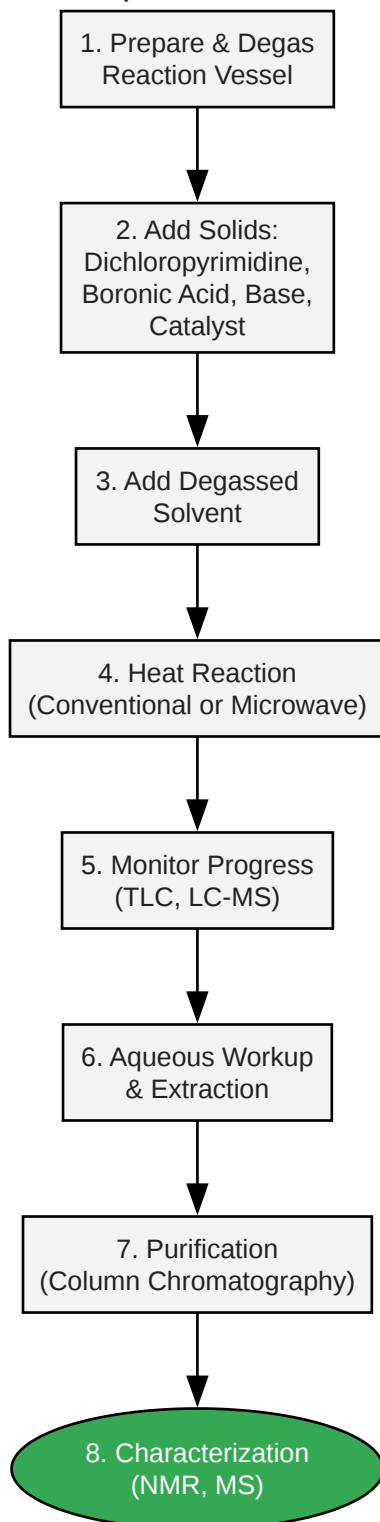 1. Prepare & Degas
Reaction Vessel
2. Add Solids:
Dichloropyrimidine,
Boronic Acid, Base,
Catalyst
3. Add Degassed
Solvent
4. Heat Reaction
(Conventional or Microwave)
5. Monitor Progress
(TLC, LC-MS)
6. Aqueous Workup
& Extraction
7. Purification
(Column Chromatography)
8. Characterization
(NMR, MS)